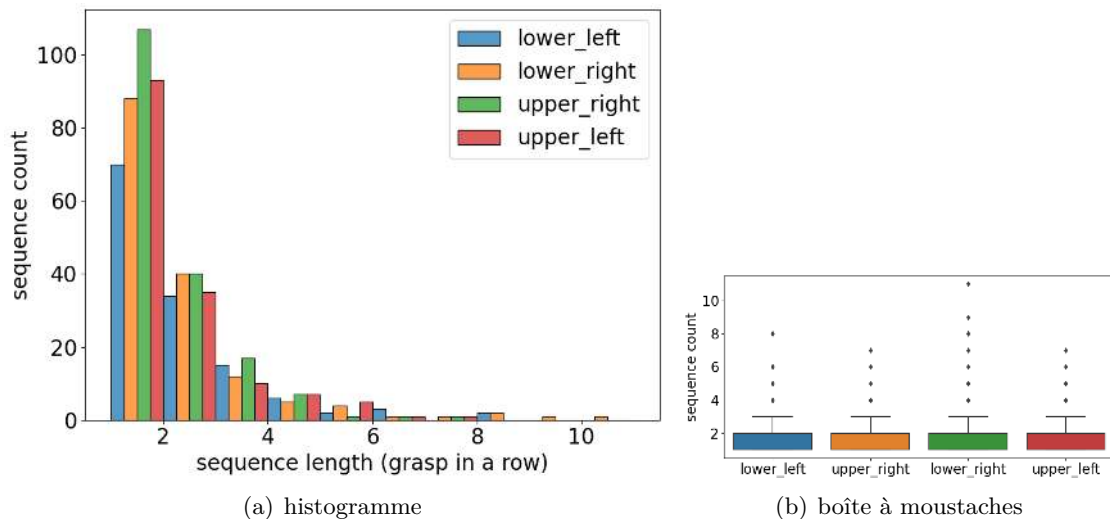 sequence count
100
80
60
40
20
0
lower_left
lower_right
upper_right
upper_left
2 4 6 8 10
sequence length (grasp in a row)
(a) histogramme
sequence count
10
8
6
4
2
lower_left upper_right lower_right upper_left
(b) boîte à moustaches